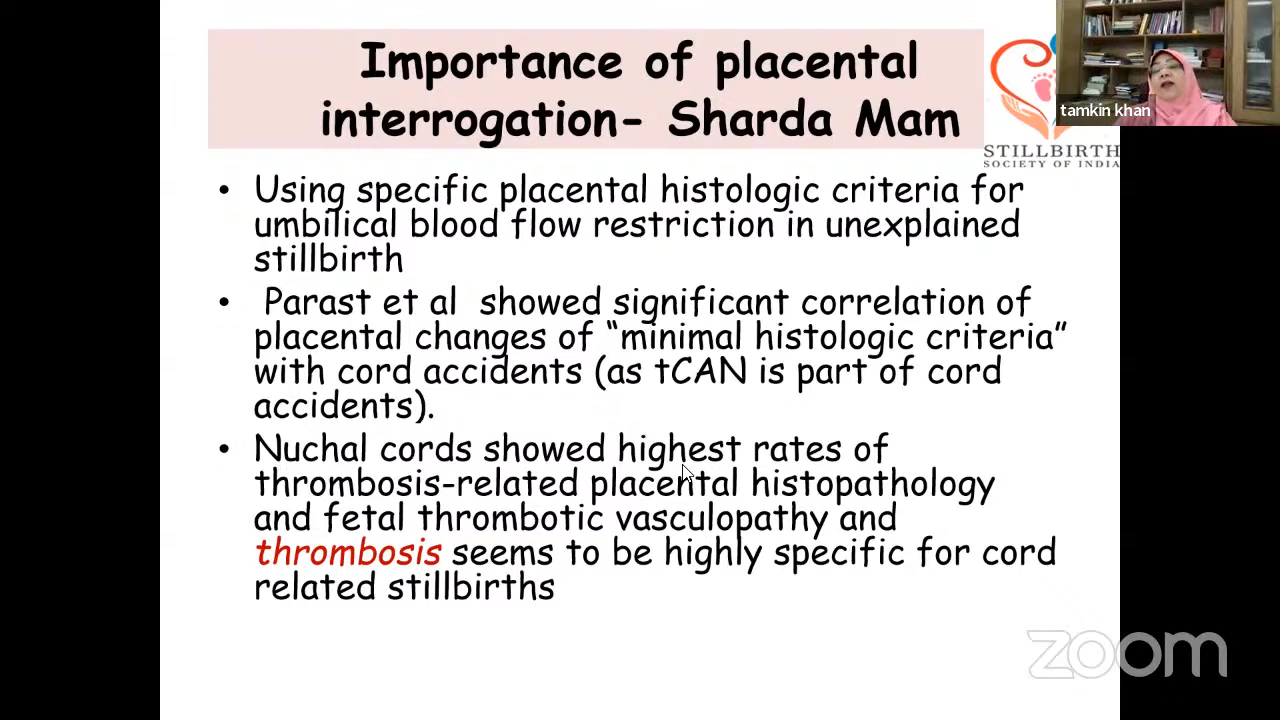 Importance of placental
interrogation- Sharda Mam
tamkin khan
STILLBIRTH
SOCIETY OF INDIA
• Using specific placental histologic criteria for
umbilical blood flow restriction in unexplained
stillbirth
• Parast et al showed significant correlation of
placental changes of “minimal histologic criteria”
with cord accidents (as tCAN is part of cord
accidents).
• Nuchal cords showed highest rates of
thrombosis-related placental histopathology
and fetal thrombotic vasculopathy and
thrombosis seems to be highly specific for cord
related stillbirths
zoom